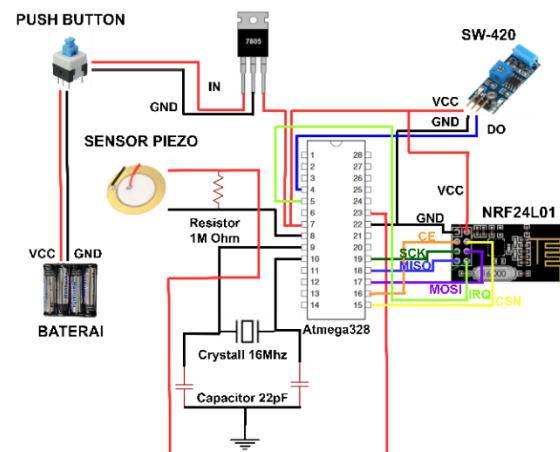 PUSH BUTTON
7805
SW-420
IN
GND
VCC
GND
DO
SENSOR PIEZO
1
2
3
4
5
6
7
8
9
10
11
12
13
14
28
27
26
25
24
23
22
21
20
19
18
17
16
15
VCC
GND
NRF24L01
CE
SCK
MISOI
MOSI
IRQ
CSN
Resistor
1M Ohrm
VCC
GND
BATERAI
Atmega328
Crystall 16Mhz
Capacitor 22pF